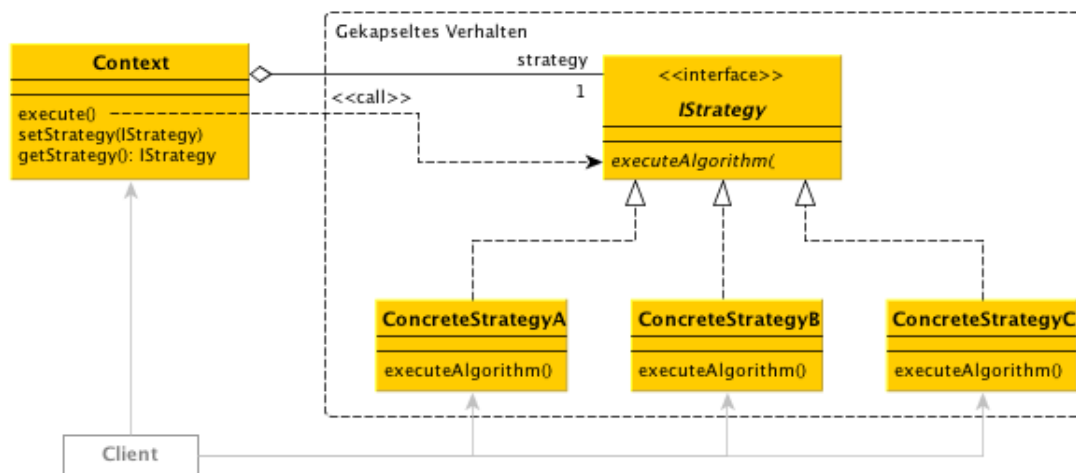 Gekapseltes Verhalten
Context
execute()
setStrategy(IStrategy)
getStrategy(): IStrategy
strategy
1
<<call>>
<<interface>>
IStrategy
executeAlgorithm(
ConcreteStrategyA
executeAlgorithm()
ConcreteStrategyB
executeAlgorithm()
ConcreteStrategyC
executeAlgorithm()
Client